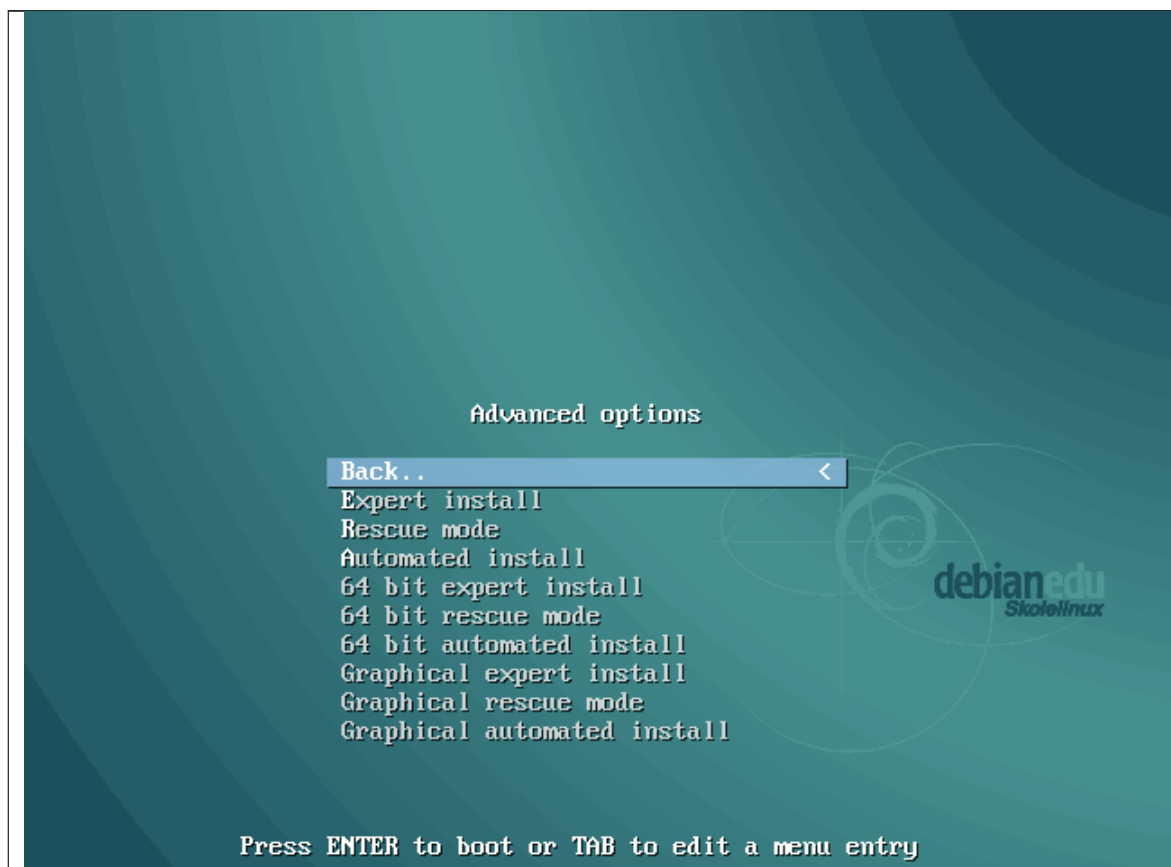 Advanced options
Back.. <
Expert install
Rescue mode
Automated install
64 bit expert install
64 bit rescue mode
64 bit automated install
Graphical expert install
Graphical rescue mode
Graphical automated install
debianedu
Skolelinux
Press ENTER to boot or TAB to edit a menu entry